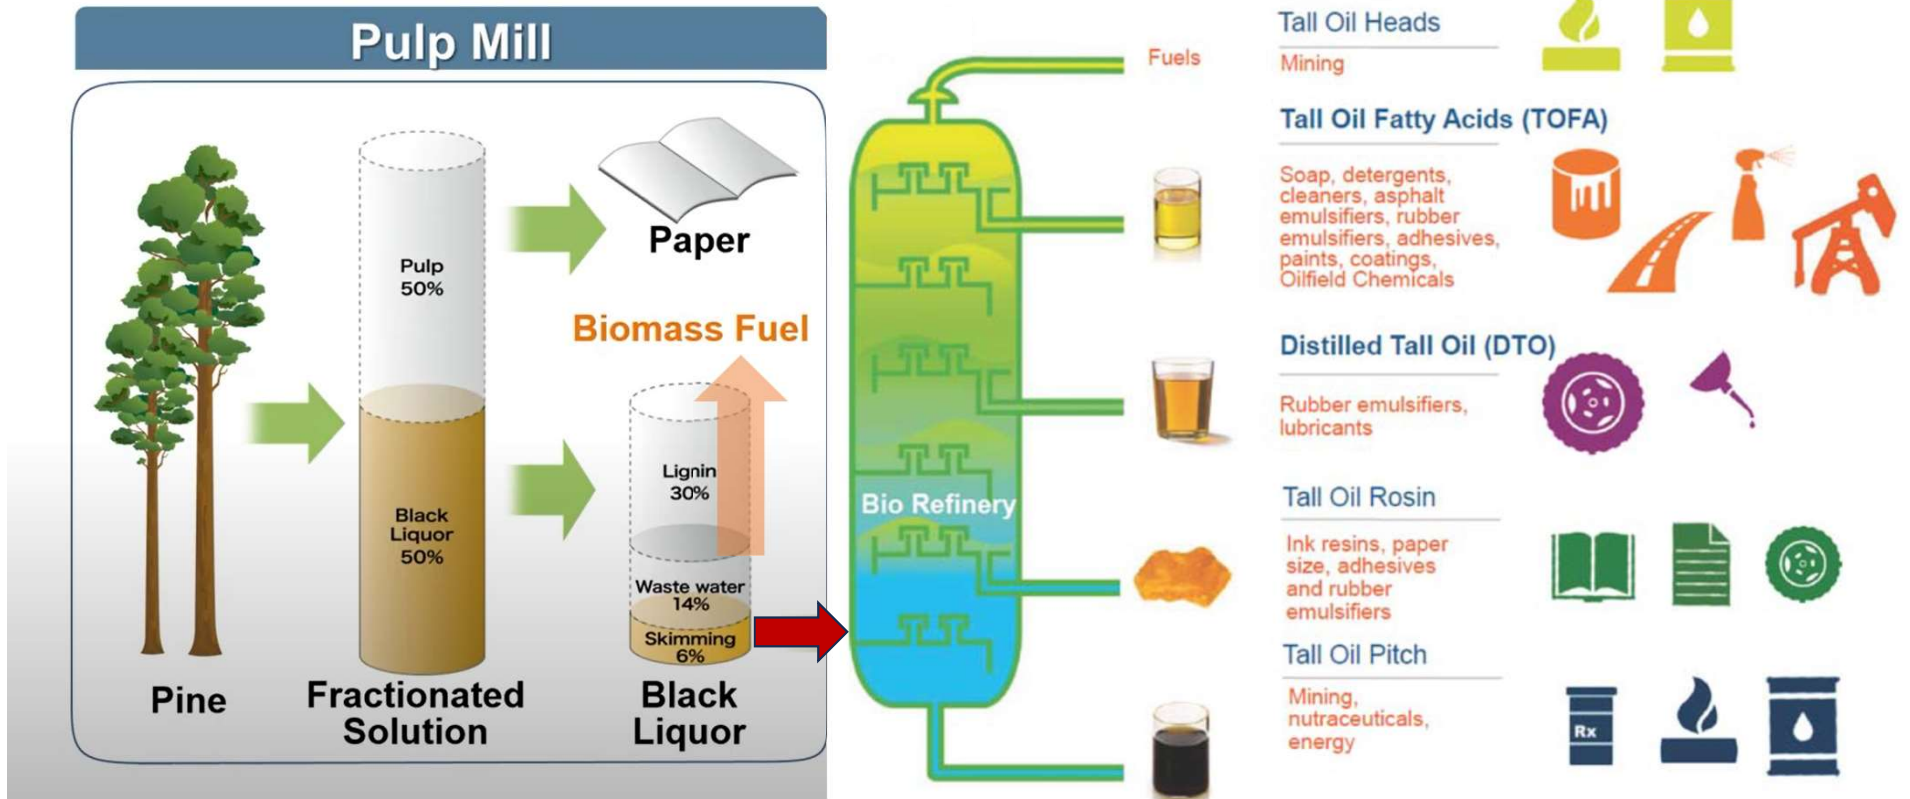 Pulp Mill
Pulp
50%
Black
Liquor
50%
Paper
Biomass Fuel
Lignin
30%
Waste water
14%
Skimming
6%
Pine
Fractionated
Solution
Black
Liquor
Bio Refinery
Fuels
Tall Oil Heads
Mining
Tall Oil Fatty Acids (TOFA)
Soap, detergents,
cleaners, asphalt
emulsifiers, rubber
emulsifiers, adhesives,
paints, coatings,
Oilfield Chemicals
Distilled Tall Oil (DTO)
Rubber emulsifiers,
lubricants
Tall Oil Rosin
Ink resins, paper
size, adhesives
and rubber
emulsifiers
Tall Oil Pitch
Mining,
nutraceuticals,
energy
Rx